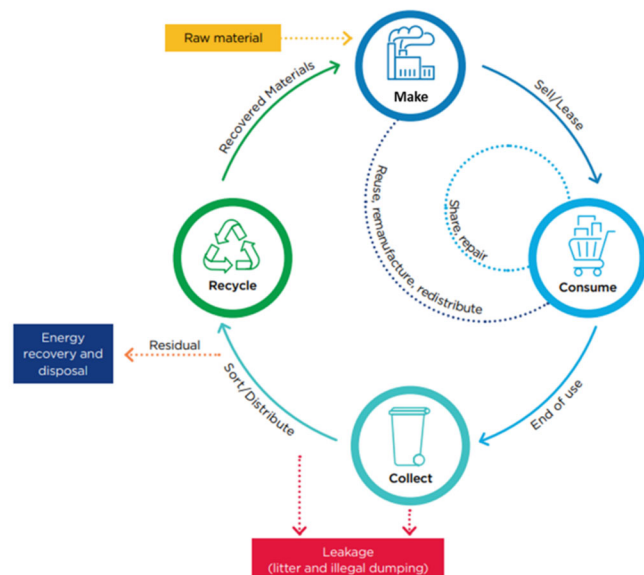 Raw material
Make
Recovered Materials
Sell/Lease
Reuse, remanufacture, redistribute
Share, repair
Recycle
Consume
Energy
recovery and
disposal
Residual
Sort/Distribute
End of use
Collect
Leakage
(litter and illegal dumping)